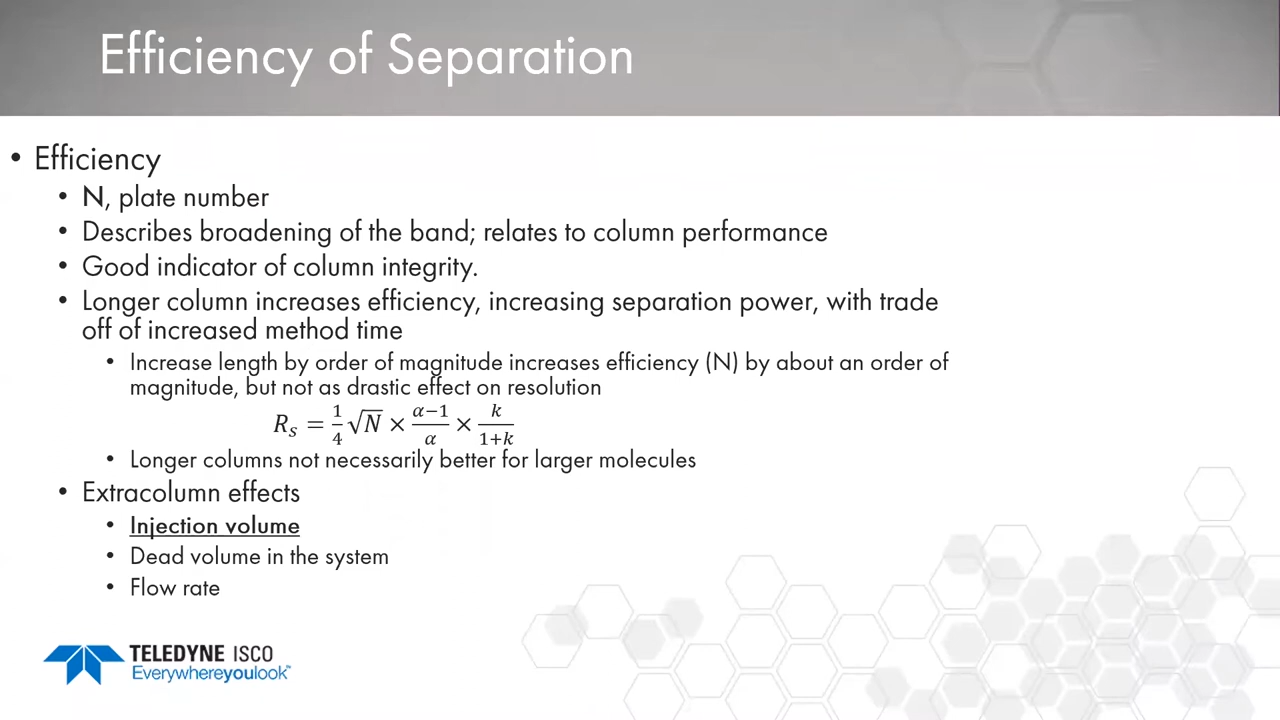 Efficiency of Separation
• Efficiency
• N, plate number
• Describes broadening of the band; relates to column performance
• Good indicator of column integrity.
• Longer column increases efficiency, increasing separation power, with trade
off of increased method time
• Increase length by order of magnitude increases efficiency (N) by about an order of
magnitude, but not as drastic effect on resolution
R_s = 1/4 √N × (α−1)/α × k/(1+k)
• Longer columns not necessarily better for larger molecules
• Extracolumn effects
• Injection volume
• Dead volume in the system
• Flow rate
TELEDYNE ISCO
Everywhereyoulook™